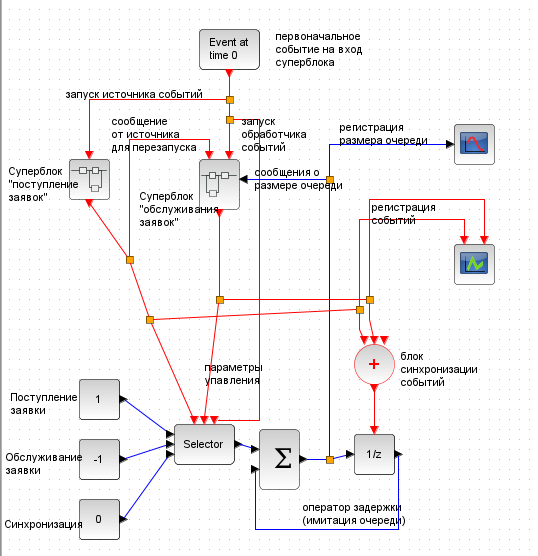 Event at
time 0
первоначальное
событие на вход
суперблока
запуск источника событий
сообщение
от источника
для перезапуска
запуск
обработчика
событий
регистрация
размера очереди
Суперблок
"поступление
заявок"
Суперблок
"обслуживания
заявок"
сообщения о
размере очереди
регистрация
событий
параметры
упавления
+
блок
синхронизации
событий
Поступление
заявки
1
Обслуживание
заявки
-1
Синхронизация
0
Selector
Σ
1/z
оператор задержки
(имитация очереди)